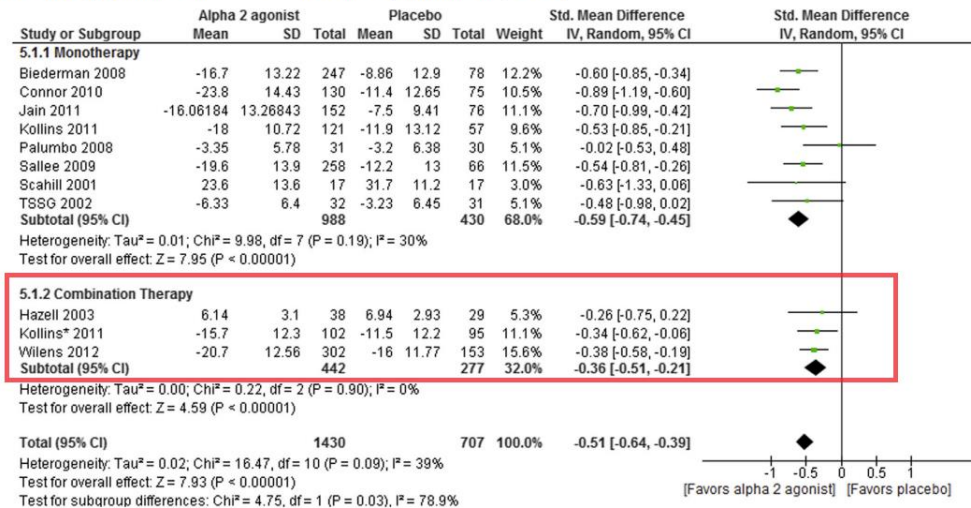 Alpha 2 agonist Placebo Std. Mean Difference Std. Mean Difference
Study or Subgroup Mean SD Total Mean SD Total Weight IV, Random, 95% CI IV, Random, 95% CI
5.1.1 Monotherapy
Biederman 2008 -16.7 13.22 247 -8.86 12.9 78 12.2% -0.60 [-0.85, -0.34]
Connor 2010 -23.8 14.43 130 -11.4 12.65 75 10.5% -0.89 [-1.19, -0.60]
Jain 2011 -16.06184 13.26843 152 -7.5 9.41 76 11.2% -0.70 [-0.99, -0.42]
Kollins 2011 -18 10.72 121 -11.9 13.12 57 9.6% -0.53 [-0.85, -0.21]
Palumbo 2008 -3.35 5.78 31 -3.2 6.38 30 5.1% -0.02 [-0.53, 0.48]
Sallee 2009 -19.6 13.9 258 -12.2 13 66 11.5% -0.54 [-0.81, -0.26]
Scahill 2001 23.6 13.6 17 31.7 11.2 17 3.0% -0.63 [-1.33, 0.06]
TSSG 2002 -6.33 6.4 32 -3.23 6.45 31 5.1% -0.48 [-0.98, 0.02]
Subtotal (95% CI) 988 430 68.0% -0.59 [-0.74, -0.45]
Heterogeneity: Tau² = 0.01; Chi² = 9.98, df = 7 (P = 0.19); I² = 30%
Test for overall effect: Z = 7.95 (P < 0.00001)
5.1.2 Combination Therapy
Hazell 2003 6.14 3.1 38 6.94 2.93 29 5.3% -0.26 [-0.75, 0.22]
Kollins* 2011 -15.7 12.3 102 -11.5 12.2 95 11.1% -0.34 [-0.62, -0.06]
Wilens 2012 -20.7 12.56 302 -16 11.77 153 15.6% -0.38 [-0.58, -0.19]
Subtotal (95% CI) 442 277 32.0% -0.36 [-0.51, -0.21]
Heterogeneity: Tau² = 0.00; Chi² = 0.22, df = 2 (P = 0.90); I² = 0%
Test for overall effect: Z = 4.59 (P < 0.00001)
Total (95% CI) 1430 707 100.0% -0.51 [-0.64, -0.39]
Heterogeneity: Tau² = 0.02; Chi² = 16.47, df = 10 (P = 0.09); I² = 39%
Test for overall effect: Z = 7.93 (P < 0.00001)
Test for subgroup differences: Chi² = 4.75, df = 1 (P = 0.03), I² = 78.9%
-1 -0.5 0 0.5 1
[Favors alpha 2 agonist] [Favors placebo]